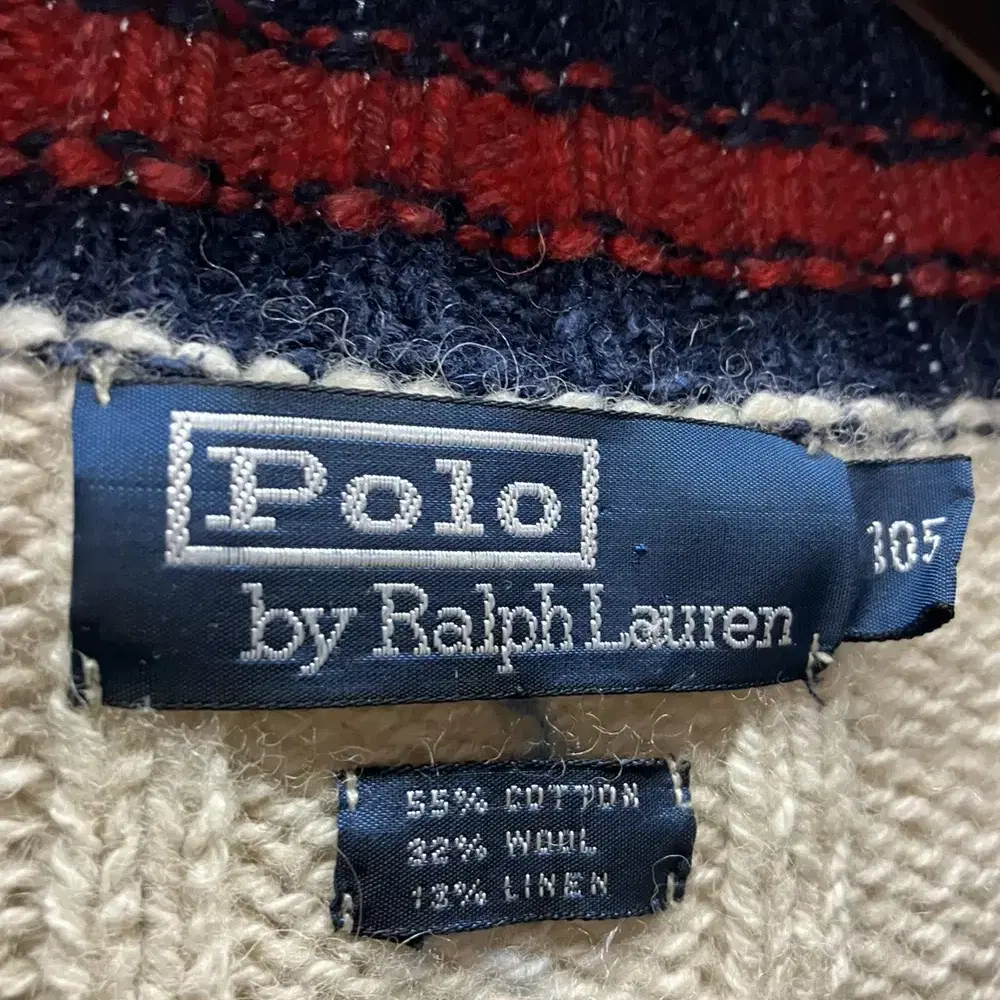 Polo
by Ralph Lauren
105
55% COTTON
32% WOOL
13% LINEN